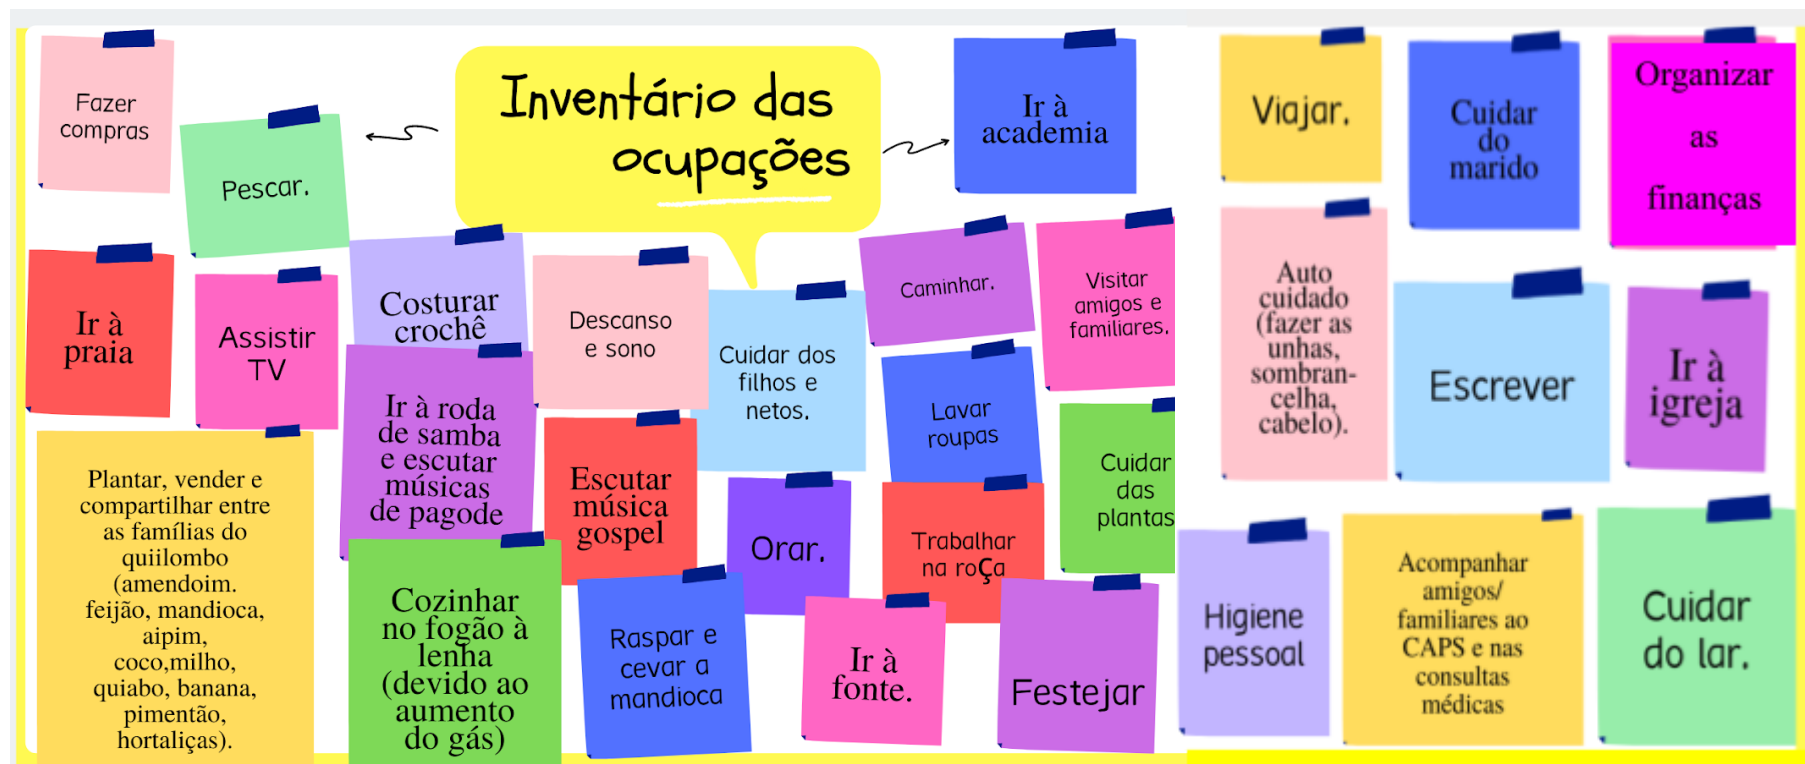 Inventário das
ocupações
Fazer
compras
Pescar.
Ir à
academia
Viajar.
Cuidar
do
marido
Organizar
as
finanças
Ir à
praia
Assistir
TV
Costurar
crochê
Descanso
e sono
Cuidar dos
filhos e
netos.
Caminhar.
Visitar
amigos e
familiares.
Auto
cuidado
(fazer as
unhas,
sombran-
celha,
cabelo).
Escrever
Ir à
igreja
Plantar, vender e
compartilhar entre
as famílias do
quiilombo
(amendoim.
feijão, mandioca,
aipim,
coco,milho,
quiabo, banana,
pimentão,
hortaliças).
Ir à roda
de samba
e escutar
músicas
de pagode
Escutar
música
gospel
Orar.
Lavar
roupas
Trabalhar
na roça
Cuidar
das
plantas
Cozinhar
no fogão à
lenha
(devido ao
aumento
do gás)
Raspar e
cevar a
mandioca
Ir à
fonte.
Festejar
Higiene
pessoal
Acompanhar
amigos/
familiares ao
CAPS e nas
consultas
médicas
Cuidar
do lar.